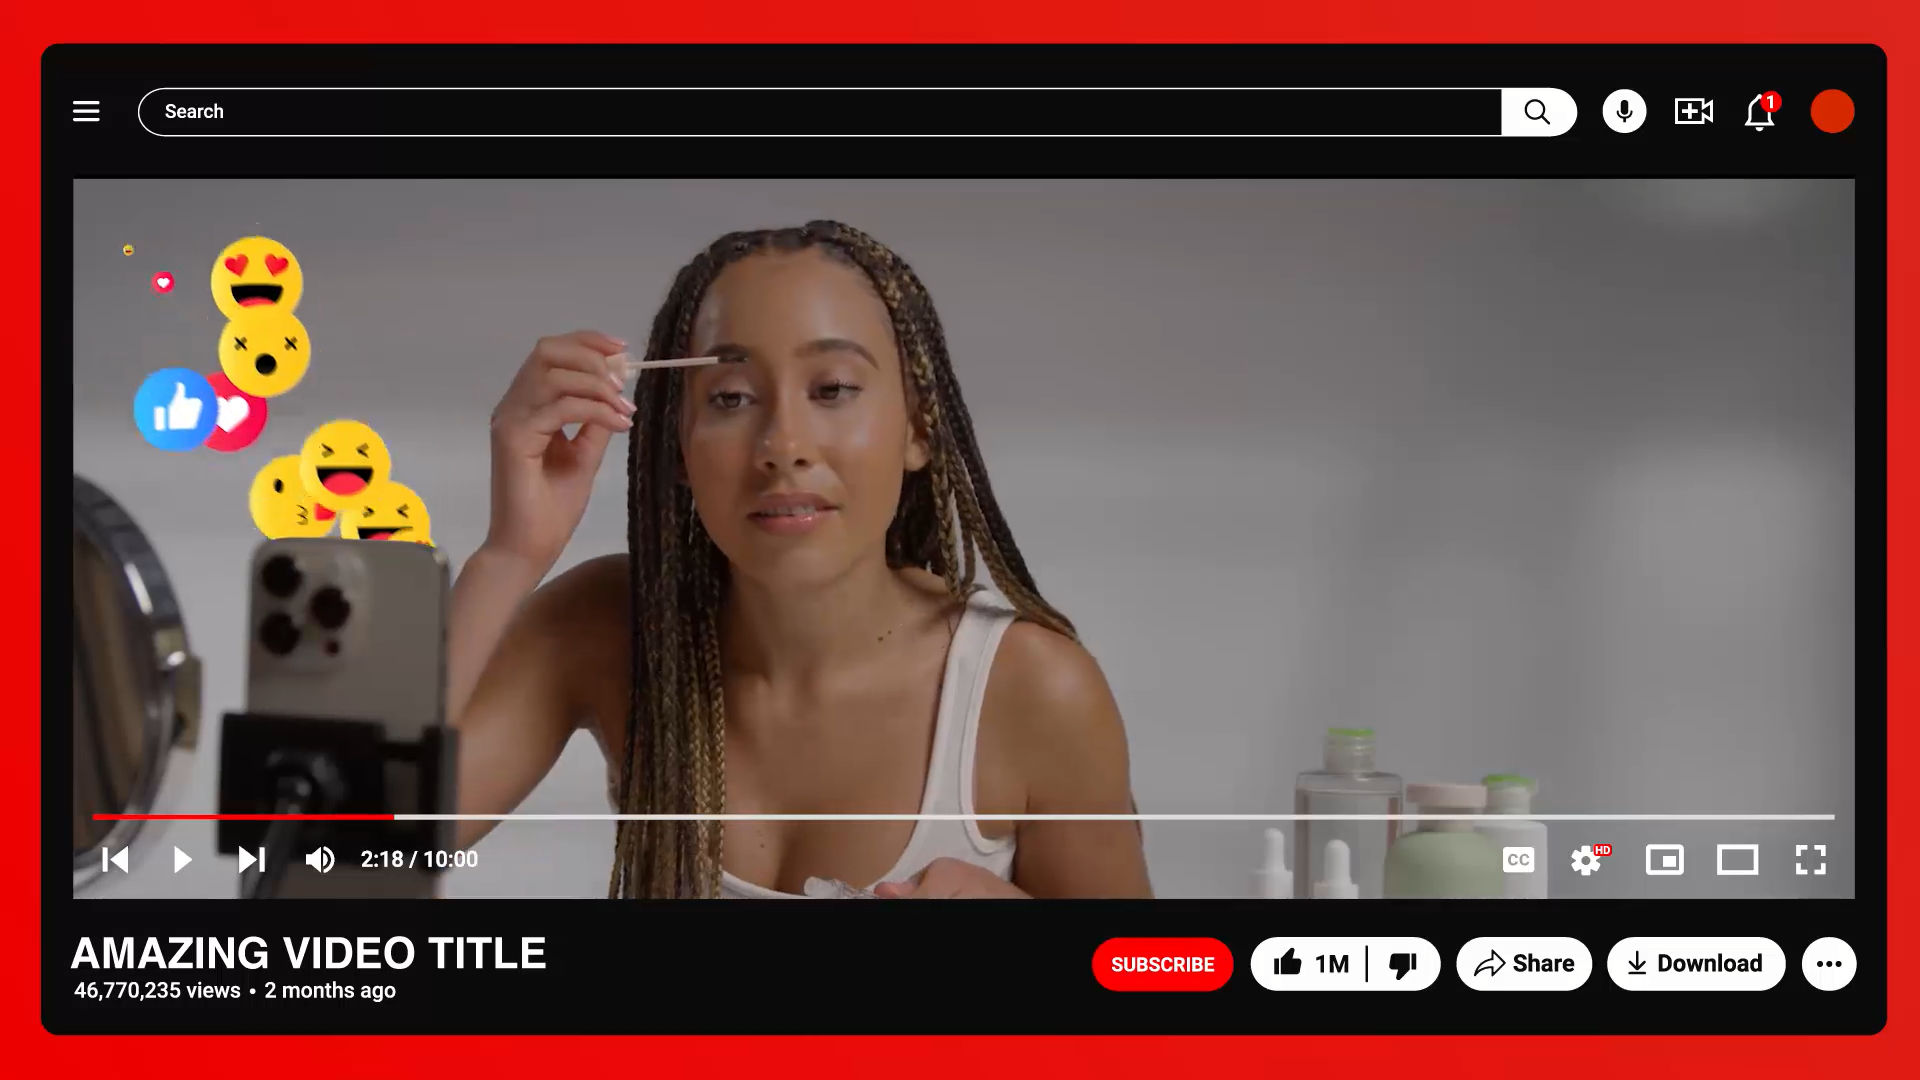 Search
1
2:18 / 10:00
CC
HD
AMAZING VIDEO TITLE
46,770,235 views • 2 months ago
SUBSCRIBE
1M
Share
Download